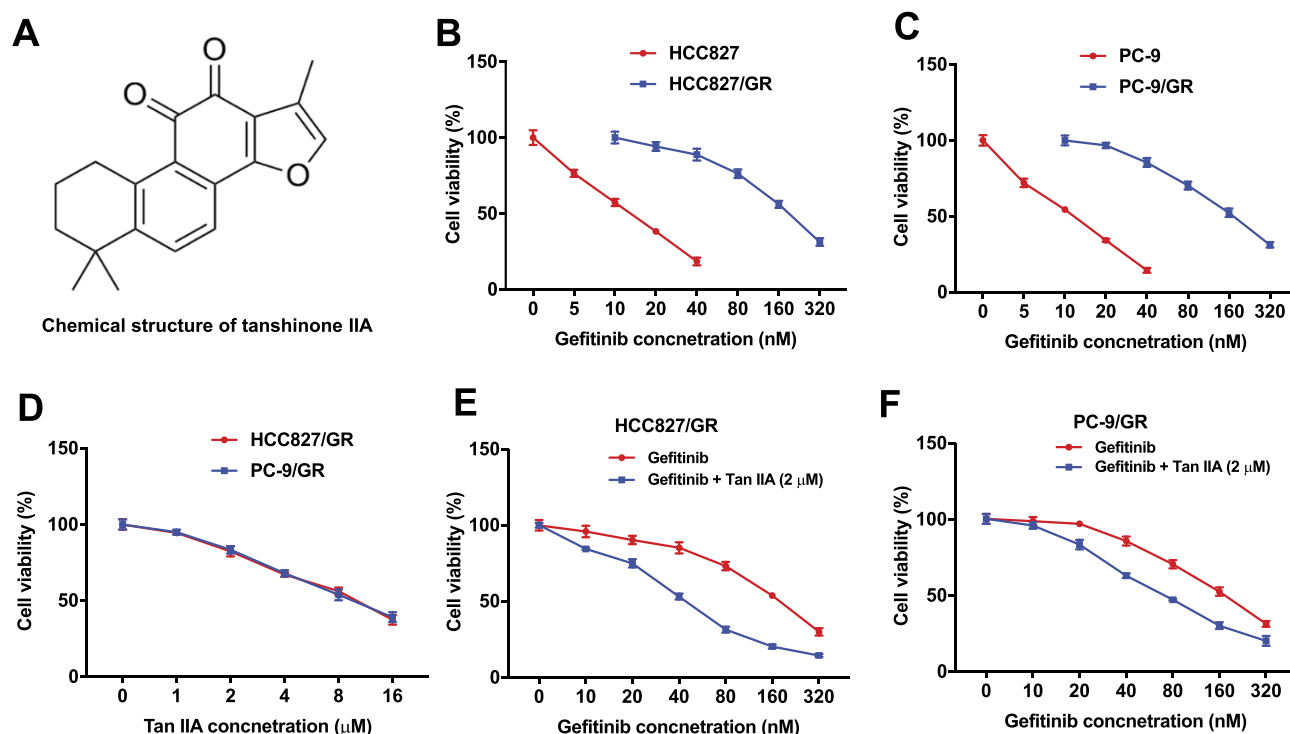 A
O
O
O
Chemical structure of tanshinone IIA
B
HCC827
HCC827/GR
150
100
50
0
Cell viability (%)
0 5 10 20 40 80 160 320
Gefitinib concnetration (nM)
C
PC-9
PC-9/GR
150
100
50
0
Cell viability (%)
0 5 10 20 40 80 160 320
Gefitinib concnetration (nM)
D
HCC827/GR
PC-9/GR
150
100
50
0
Cell viability (%)
0 1 2 4 8 16
Tan IIA concnetration (μM)
E
HCC827/GR
Gefitinib
Gefitinib + Tan IIA (2 μM)
150
100
50
0
Cell viability (%)
0 10 20 40 80 160 320
Gefitinib concnetration (nM)
F
PC-9/GR
Gefitinib
Gefitinib + Tan IIA (2 μM)
150
100
50
0
Cell viability (%)
0 10 20 40 80 160 320
Gefitinib concnetration (nM)